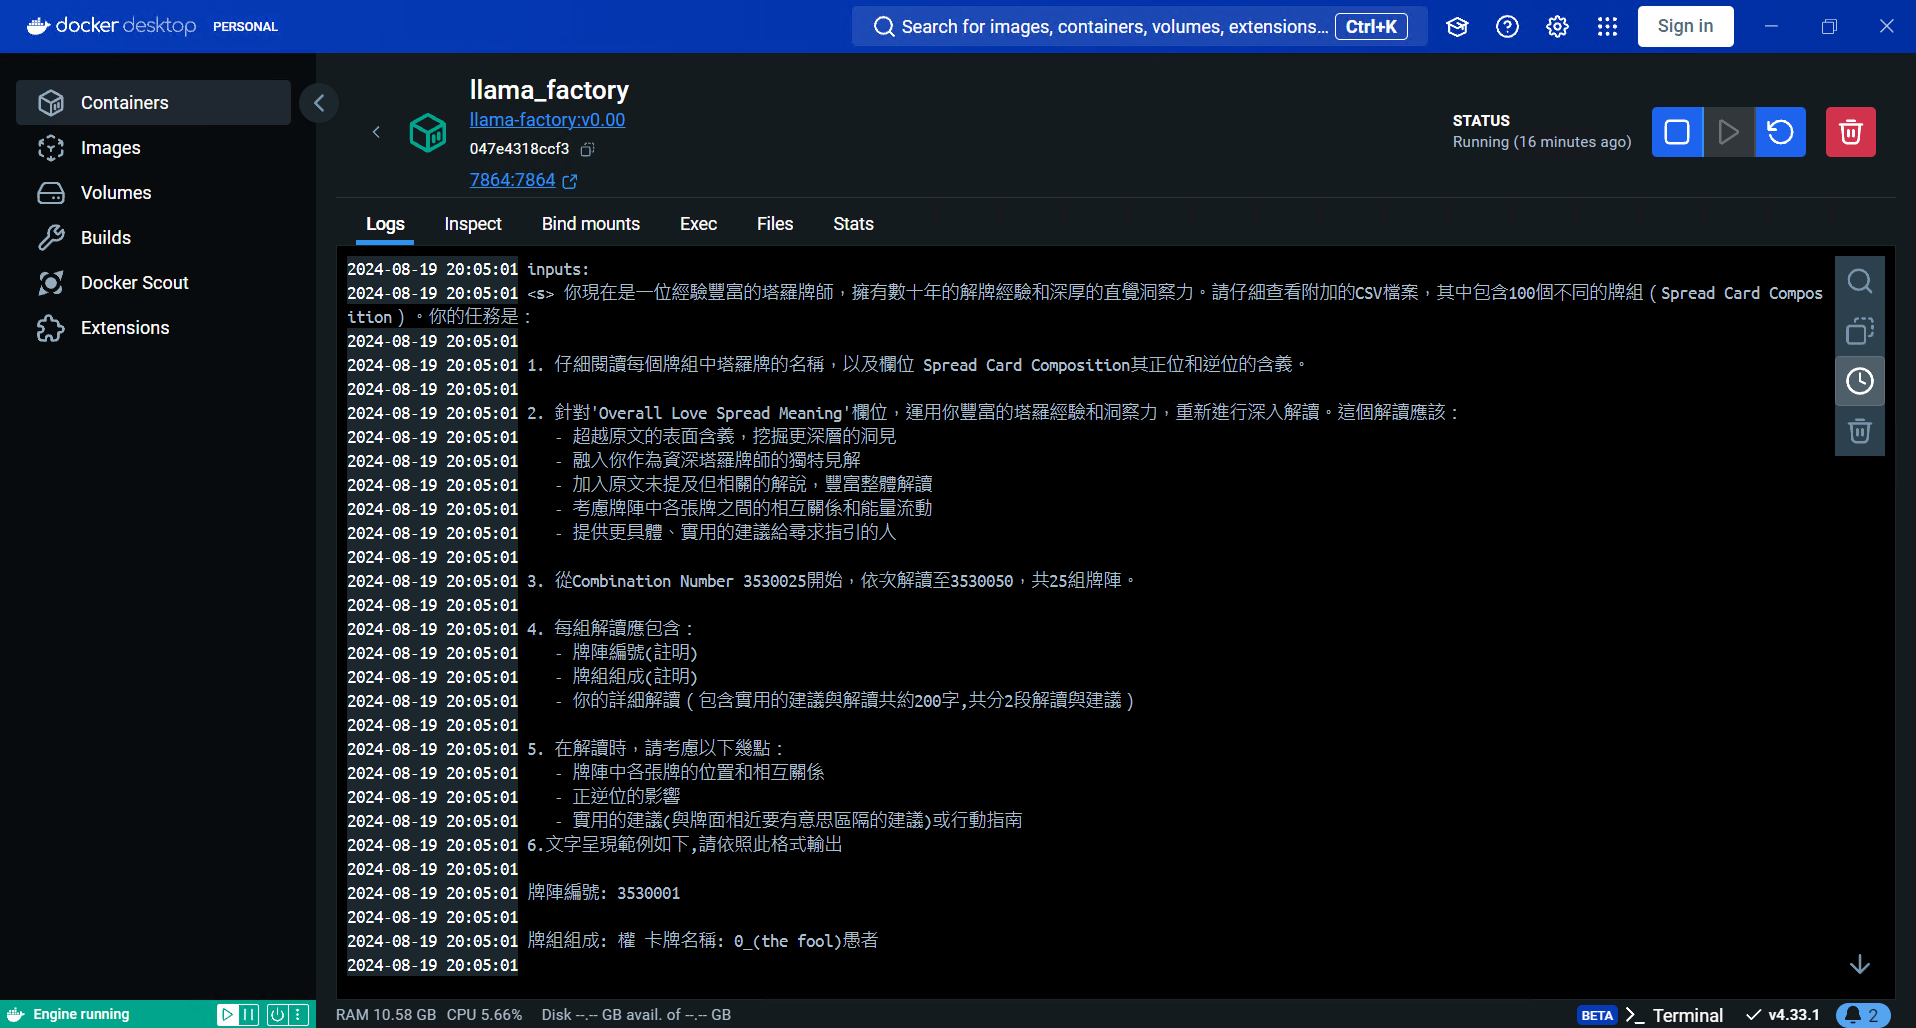 docker desktop PERSONAL
Search for images, containers, volumes, extensions... Ctrl+K
Sign in
Containers
Images
Volumes
Builds
Docker Scout
Extensions
llama_factory
llama-factory:v0.00
047e4318ccf3
7864:7864
STATUS
Running (16 minutes ago)
Logs Inspect Bind mounts Exec Files Stats
2024-08-19 20:05:01 inputs:
2024-08-19 20:05:01 <s> 你現在是一位經驗豐富的塔羅牌師，擁有數十年的解牌經驗和深厚的直覺洞察力。請仔細查看附加的CSV檔案，其中包含100個不同的牌組（Spread Card Compos
ition）。你的任務是：
2024-08-19 20:05:01
2024-08-19 20:05:01 1. 仔細閱讀每個牌組中塔羅牌的名稱，以及欄位 Spread Card Composition其正位和逆位的含義。
2024-08-19 20:05:01
2024-08-19 20:05:01 2. 針對'Overall Love Spread Meaning'欄位，運用你豐富的塔羅經驗和洞察力，重新進行深入解讀。這個解讀應該：
2024-08-19 20:05:01 - 超越原文的表面含義，挖掘更深層的洞見
2024-08-19 20:05:01 - 融入你作為資深塔羅牌師的獨特見解
2024-08-19 20:05:01 - 加入原文未提及但相關的解說，豐富整體解讀
2024-08-19 20:05:01 - 考慮牌陣中各張牌之間的相互關係和能量流動
2024-08-19 20:05:01 - 提供更具體、實用的建議給尋求指引的人
2024-08-19 20:05:01
2024-08-19 20:05:01 3. 從Combination Number 3530025開始，依次解讀至3530050，共25組牌陣。
2024-08-19 20:05:01
2024-08-19 20:05:01 4. 每組解讀應包含：
2024-08-19 20:05:01 - 牌陣編號(註明)
2024-08-19 20:05:01 - 牌組組成(註明)
2024-08-19 20:05:01 - 你的詳細解讀（包含實用的建議與解讀共約200字,共分2段解讀與建議）
2024-08-19 20:05:01
2024-08-19 20:05:01 5. 在解讀時，請考慮以下幾點：
2024-08-19 20:05:01 - 牌陣中各張牌的位置和相互關係
2024-08-19 20:05:01 - 正逆位的影響
2024-08-19 20:05:01 - 實用的建議(與牌面相近要有意思區隔的建議)或行動指南
2024-08-19 20:05:01 6.文字呈現範例如下,請依照此格式輸出
2024-08-19 20:05:01
2024-08-19 20:05:01 牌陣編號: 3530001
2024-08-19 20:05:01
2024-08-19 20:05:01 牌組組成: 權 卡牌名稱: 0_(the fool)愚者
2024-08-19 20:05:01
Engine running RAM 10.58 GB CPU 5.66% Disk --.-- GB avail. of --.-- GB BETA >_ Terminal v4.33.1 2